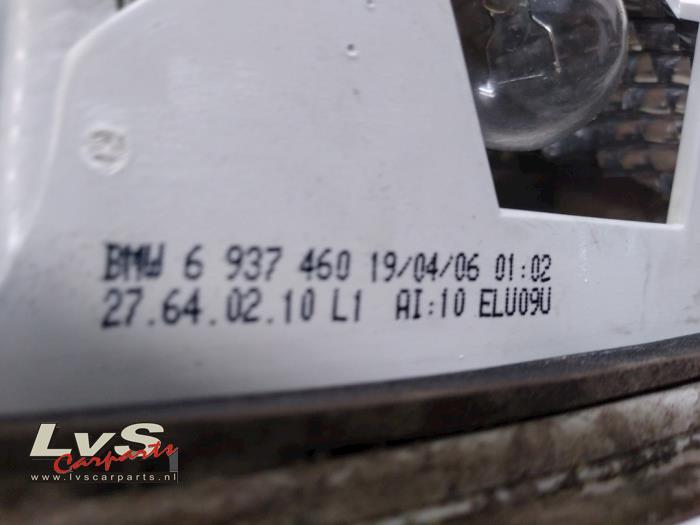 BMW 6 937 460 19/04/06 01:02
27.64.02.10 L1 AI:10 ELU09U
LvS
Carparts
www.lvscarparts.nl